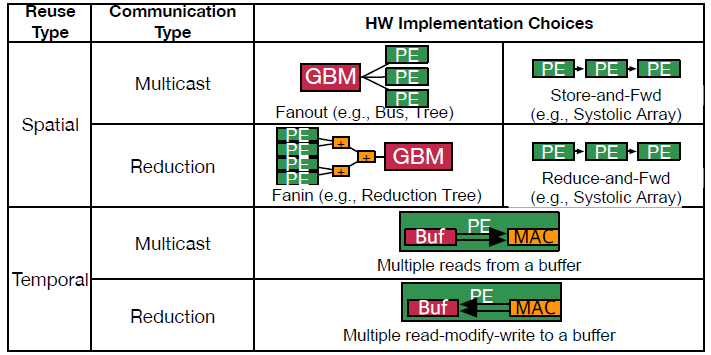 Reuse Type
Communication Type
HW Implementation Choices
Spatial
Multicast
GBM
PE
PE
PE
Fanout (e.g., Bus, Tree)
PE PE PE
Store-and-Fwd
(e.g., Systolic Array)
Reduction
PE
PE
PE
PE
+
+
+
GBM
Fanin (e.g., Reduction Tree)
PE PE PE
Reduce-and-Fwd
(e.g., Systolic Array)
Temporal
Multicast
PE
Buf MAC
Multiple reads from a buffer
Reduction
PE
Buf MAC
Multiple read-modify-write to a buffer